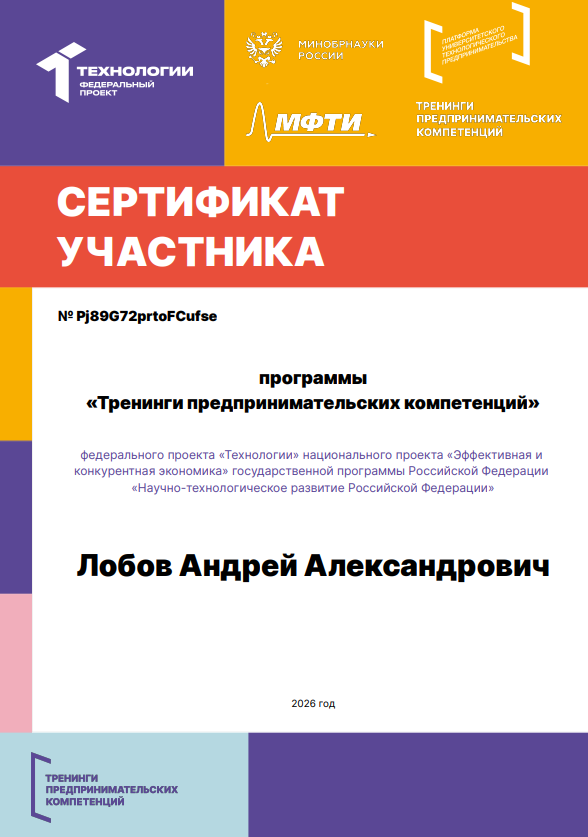 ТЕХНОЛОГИИ
ФЕДЕРАЛЬНЫЙ
ПРОЕКТ
МИНОБРНАУКИ
РОССИИ
ПЛАТФОРМА
УНИВЕРСИТЕТСКОГО
ТЕХНОЛОГИЧЕСКОГО
ПРЕДПРИНИМАТЕЛЬСТВА
МФТИ
ТРЕНИНГИ
ПРЕДПРИНИМАТЕЛЬСКИХ
КОМПЕТЕНЦИЙ
СЕРТИФИКАТ
УЧАСТНИКА
№ Pj89G72prtoFCufse
программы
«Тренинги предпринимательских компетенций»
федерального проекта «Технологии» национального проекта «Эффективная и
конкурентная экономика» государственной программы Российской Федерации
«Научно-технологическое развитие Российской Федерации»
Лобов Андрей Александрович
2026 год
ТРЕНИНГИ
ПРЕДПРИНИМАТЕЛЬСКИХ
КОМПЕТЕНЦИЙ